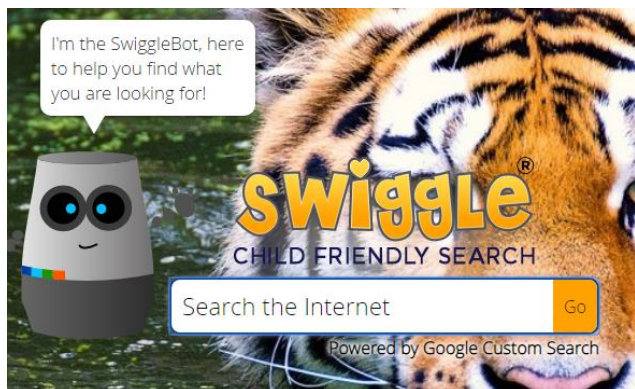 I'm the SwiggleBot, here
to help you find what
you are looking for!
swiggle®
CHILD FRIENDLY SEARCH
Search the Internet
Go
Powered by Google Custom Search